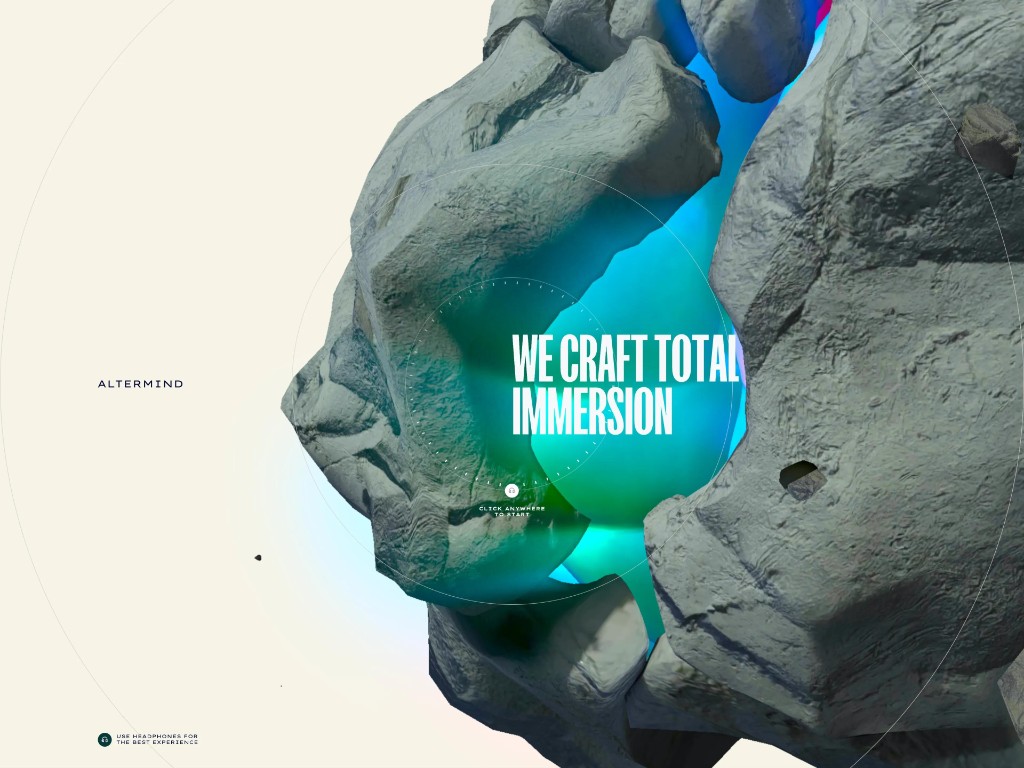 WE CRAFT TOTAL
IMMERSION
ALTERMIND
CLICK ANYWHERE
TO START
USE HEADPHONES FOR
THE BEST EXPERIENCE